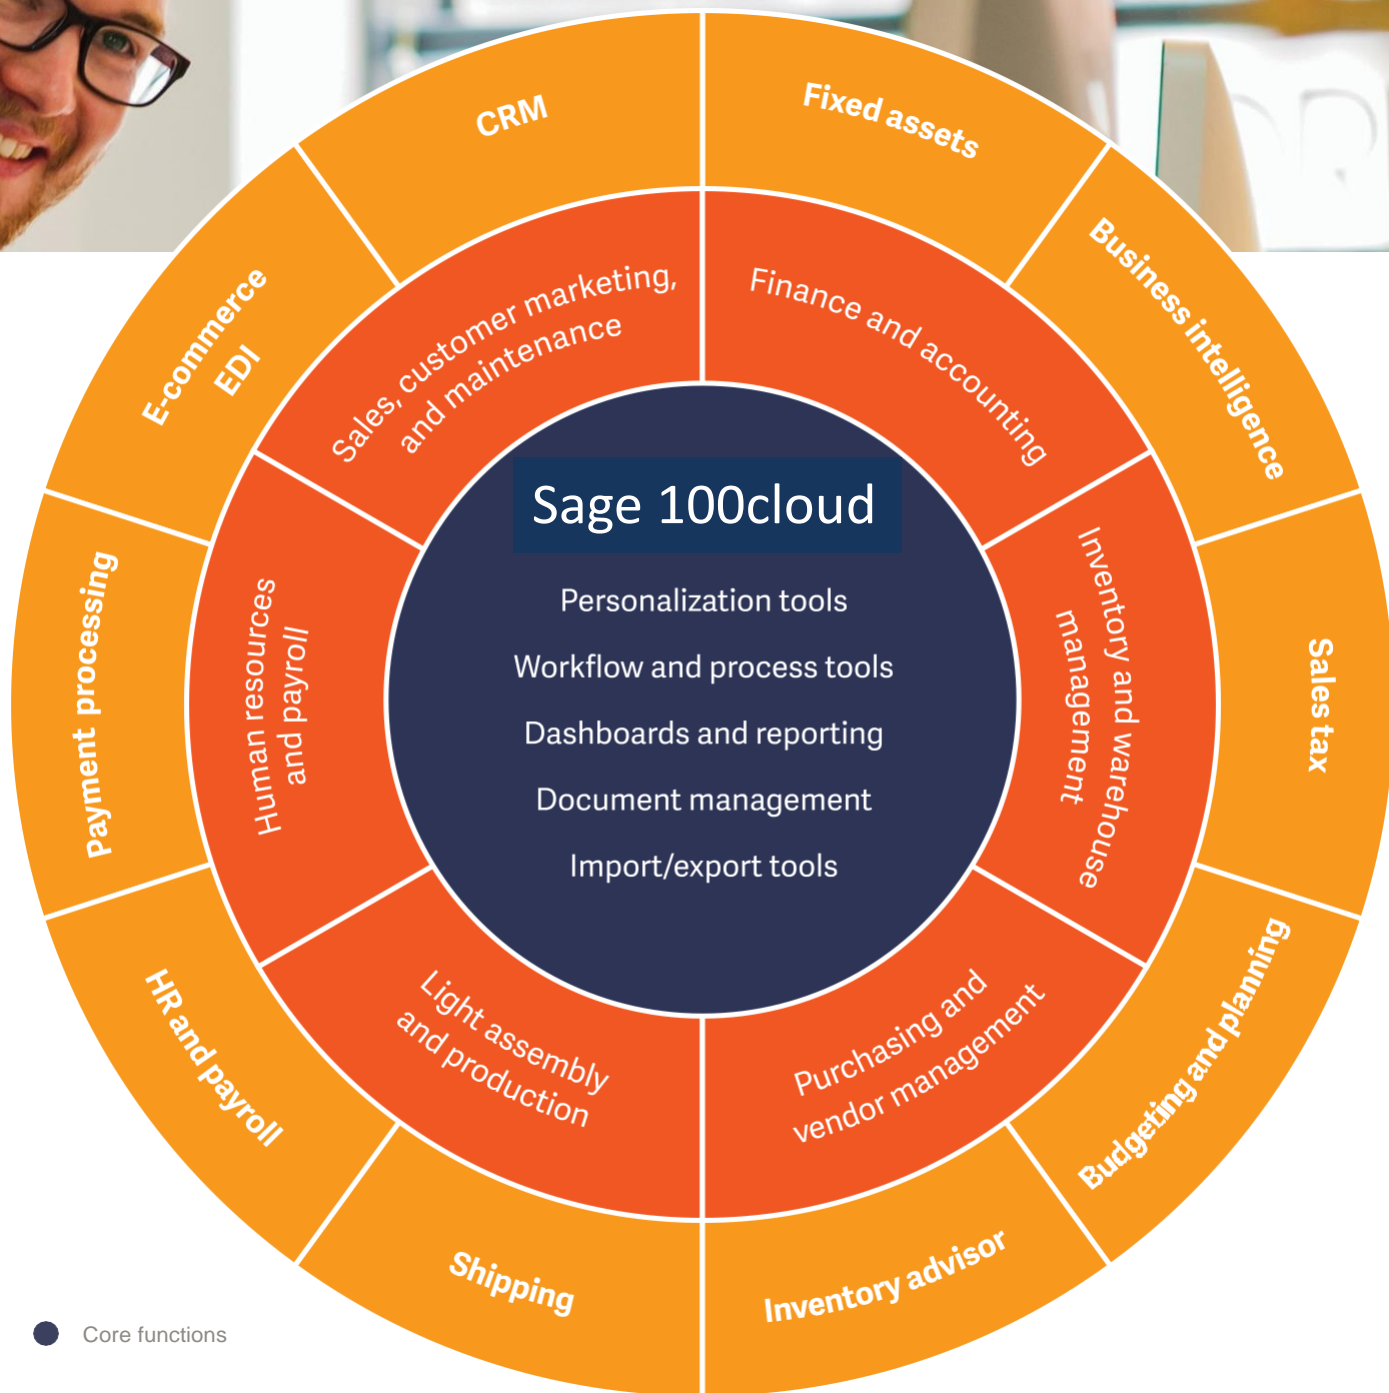 CRM
Fixed assets
Business intelligence
Sales tax
Budgeting and planning
Inventory advisor
Shipping
HR and payroll
Payment processing
E-commerce
EDI
Sales, customer marketing,
and maintenance
Finance and accounting
Inventory and warehouse
management
Purchasing and
vendor management
Light assembly
and production
Human resources
and payroll
Sage 100cloud
Personalization tools
Workflow and process tools
Dashboards and reporting
Document management
Import/export tools
Core functions